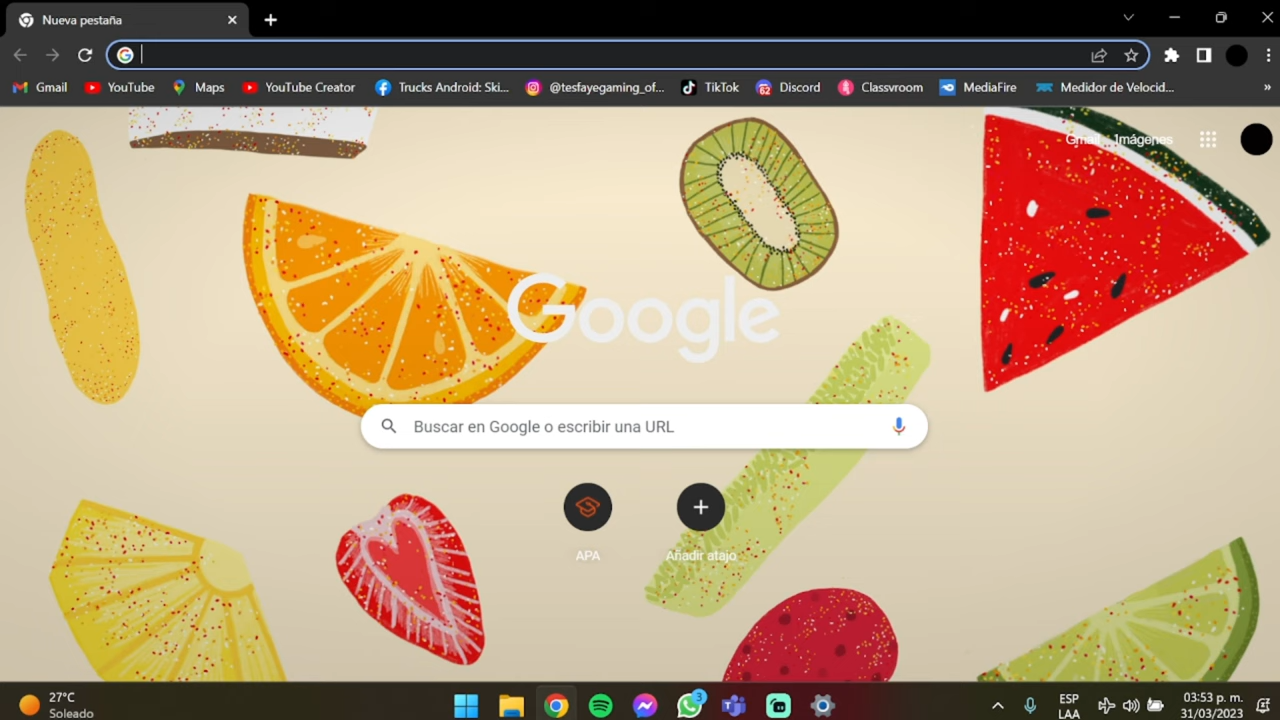 Nueva pestaña
Gmail YouTube Maps YouTube Creator Trucks Android: Ski... @tesfayegaming_of... TikTok 62 Discord Classvroom MediaFire Medidor de Velocid... »
Gmail Imágenes
Google
Buscar en Google o escribir una URL
APA Añadir atajo
27°C
Soleado
3
ESP
LAA
03:53 p. m.
31/03/2023